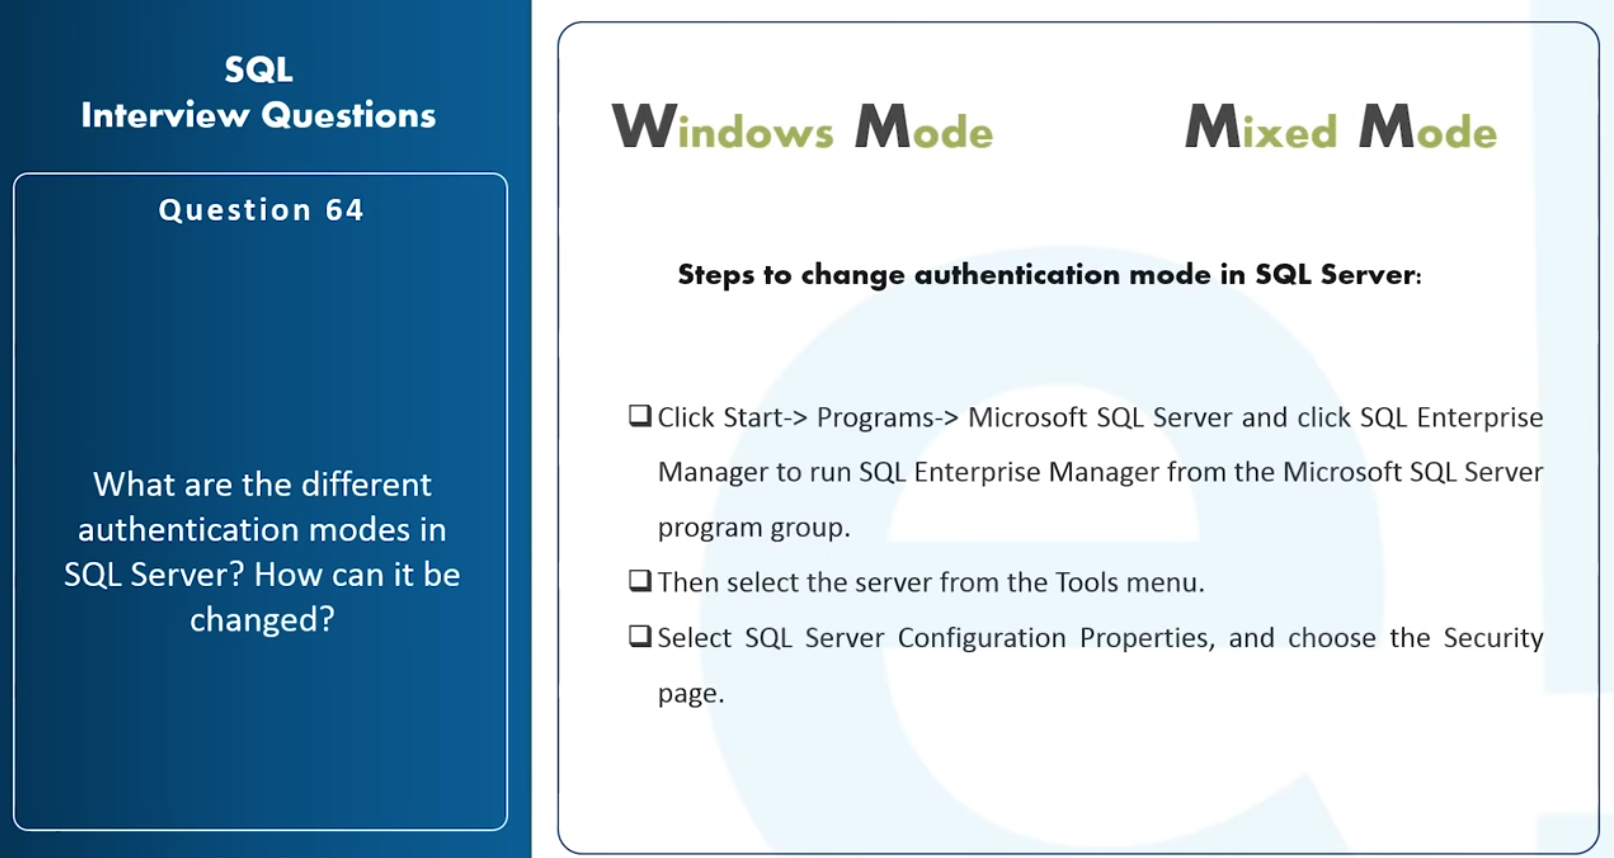 SQL
Interview Questions
Question 64
What are the different
authentication modes in
SQL Server? How can it be
changed?
Windows Mode
Mixed Mode
Steps to change authentication mode in SQL Server:
❑ Click Start-> Programs-> Microsoft SQL Server and click SQL Enterprise
Manager to run SQL Enterprise Manager from the Microsoft SQL Server
program group.
❑ Then select the server from the Tools menu.
❑ Select SQL Server Configuration Properties, and choose the Security
page.